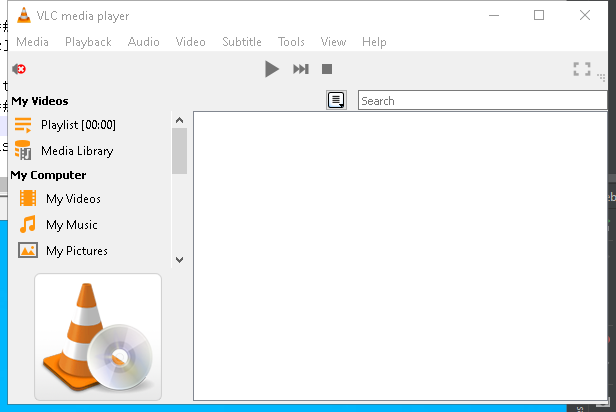 VLC media player
Media Playback Audio Video Subtitle Tools View Help
My Videos
Search
Playlist [00:00]
Media Library
My Computer
My Videos
My Music
My Pictures